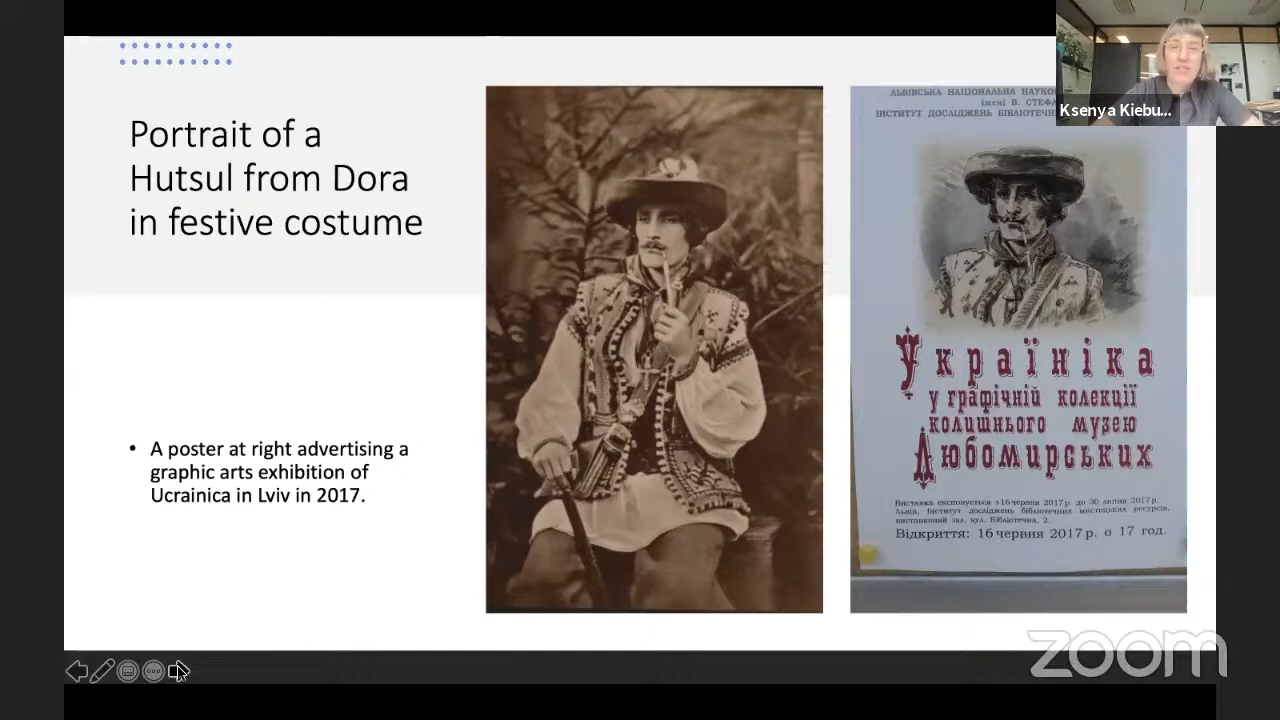 Portrait of a
Hutsul from Dora
in festive costume
• A poster at right advertising a
graphic arts exhibition of
Ucrainica in Lviv in 2017.
ЛЬВІВСЬКА НАЦІОНАЛЬНА
імені В.
ІНСТИТУТ ДОСЛІДЖЕНЬ
Україніка
у графічній колекції
колишнього музею
Любомирських
Виставка експонується з 16 червня 2017 р. до 30 липня 2017 р.
Львів, Інститут досліджень бібліотечних мистецьких ресурсів,
виставковий зал, вул. Бібліотечна, 2
Відкриття: 16 червня 2017 р. о 17 год.
Ksenya Kiebu...
zoom